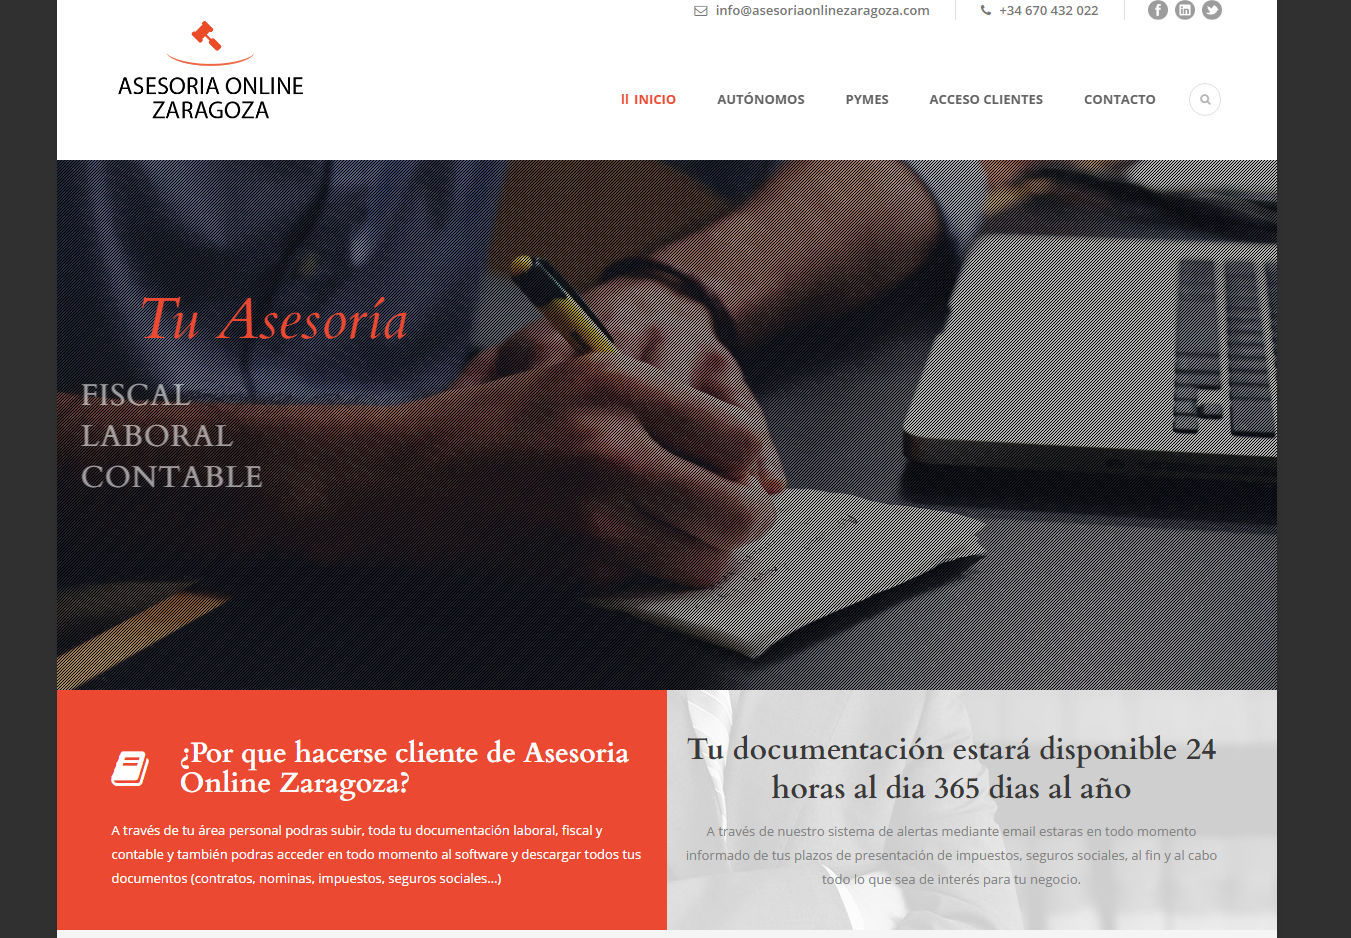 info@asesoriaonlinezaragoza.com
+34 670 432 022
ASESORIA ONLINE
ZARAGOZA
INICIO
AUTÓNOMOS
PYMES
ACCESO CLIENTES
CONTACTO
Tu Asesoría
FISCAL
LABORAL
CONTABLE
¿Por que hacerse cliente de Asesoria
Online Zaragoza?
A través de tu área personal podras subir, toda tu documentación laboral, fiscal y
contable y también podras acceder en todo momento al software y descargar todos tus
documentos (contratos, nominas, impuestos, seguros sociales...)
Tu documentación estará disponible 24
horas al dia 365 dias al año
A través de nuestro sistema de alertas mediante email estaras en todo momento
informado de tus plazos de presentación de impuestos, seguros sociales, al fin y al cabo
todo lo que sea de interés para tu negocio.